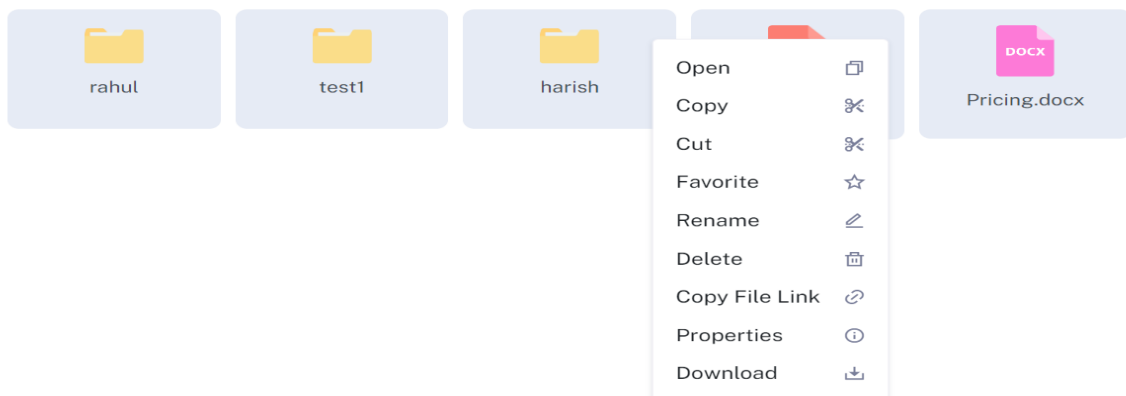 rahul
test1
harish
DOCX
Pricing.docx
Open
Copy
Cut
Favorite
Rename
Delete
Copy File Link
Properties
Download